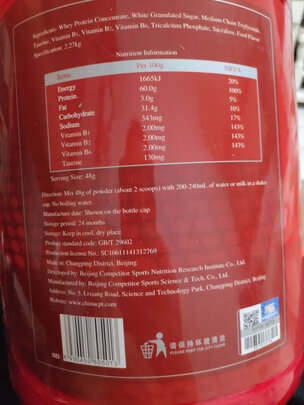 Ingredients: Whey Protein Concentrate, White Granulated Sugar, Medium Chain Triglyceride,
Taurine, Vitamin B₁, Vitamin B₂, Vitamin B₆, Tricalcium Phosphate, Sucralose, Food Flavor
Specification: 2.27kg
Nutrition Information
Items Per 100g NRV%
Energy 1665kJ 20%
Protein 60.0g 100%
Fat 3.0g 5%
Carbohydrate 31.4g 10%
Sodium 343mg 17%
Vitamin B₁ 2.00mg 143%
Vitamin B₂ 2.00mg 143%
Vitamin B₆ 2.00mg 143%
Taurine 130mg
Serving Size: 48g
Direction: Mix 48g of powder (about 2 scoops) with 200-240mL of water or milk in a shake
cup. No boiling water.
Manufacture date: Shown on the bottle cap
Storage period: 24 months
Storage: Keep in cool, dry place
Product standard code: GB/T 29602
Production license No.: SC10611141312769
Made in: Changping District, Beijing
Developed by: Beijing Competitor Sports Nutrition Research Institute Co., Ltd.
Manufactured by: Beijing Competitor Sports Science & Tech. Co., Ltd.
Address: No. 5, Lixiang Road, Science and Technology Park, Changping District, Beijing
Website: www.chinacpt.com
请保持环境清洁
PLEASE KEEP THE CITY CLEAN
6 930450 805013